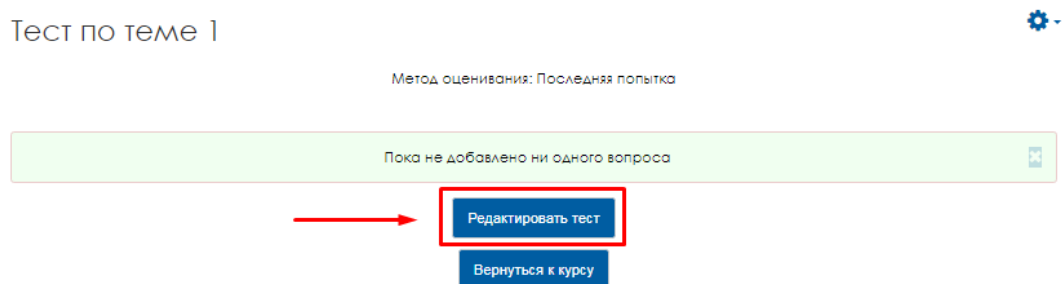 Тест по теме 1
Метод оценивания: Последняя попытка
Пока не добавлено ни одного вопроса
Редактировать тест
Вернуться к курсу